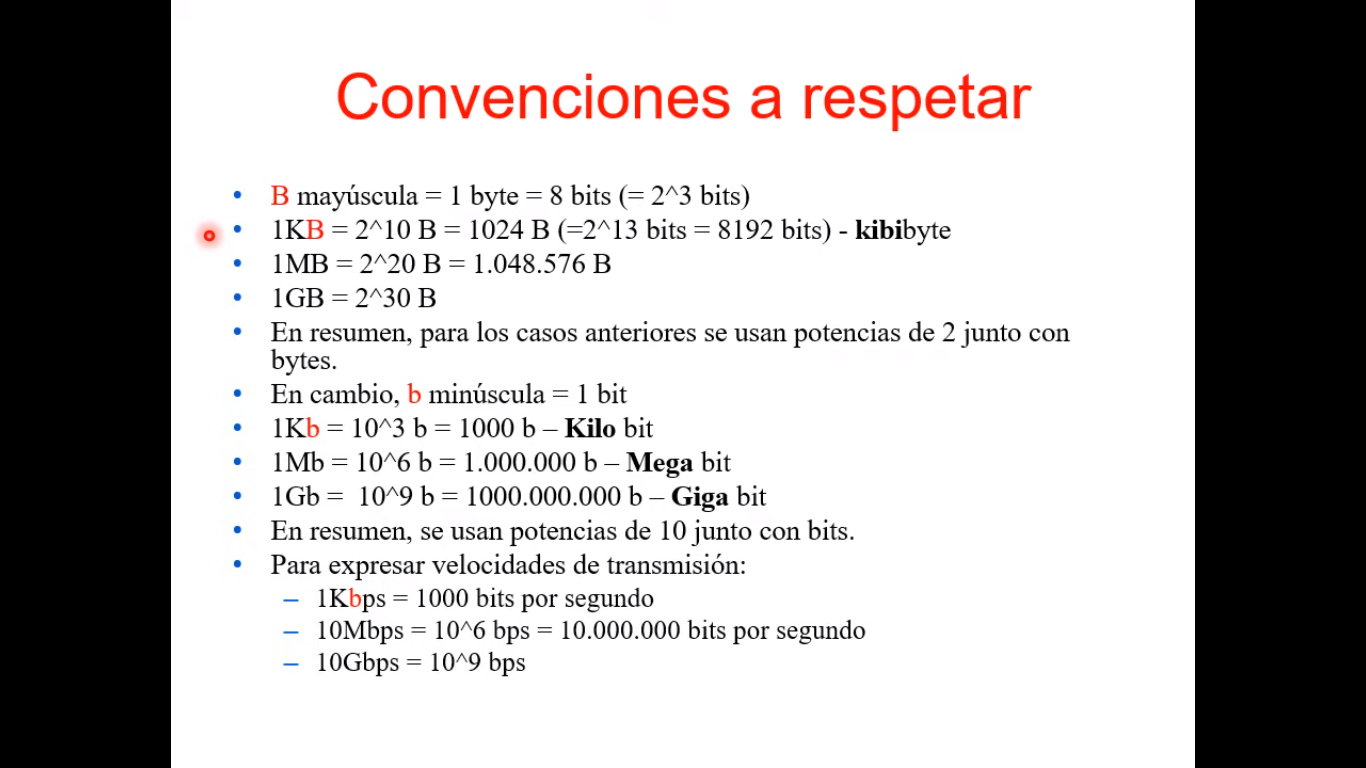 Convenciones a respetar
• B mayúscula = 1 byte = 8 bits (= 2^3 bits)
• 1KB = 2^10 B = 1024 B (=2^13 bits = 8192 bits) - kibibyte
• 1MB = 2^20 B = 1.048.576 B
• 1GB = 2^30 B
• En resumen, para los casos anteriores se usan potencias de 2 junto con
bytes.
• En cambio, b minúscula = 1 bit
• 1Kb = 10^3 b = 1000 b – Kilo bit
• 1Mb = 10^6 b = 1.000.000 b – Mega bit
• 1Gb =  10^9 b = 1000.000.000 b – Giga bit
• En resumen, se usan potencias de 10 junto con bits.
• Para expresar velocidades de transmisión:
– 1Kbps = 1000 bits por segundo
– 10Mbps = 10^6 bps = 10.000.000 bits por segundo
– 10Gbps = 10^9 bps